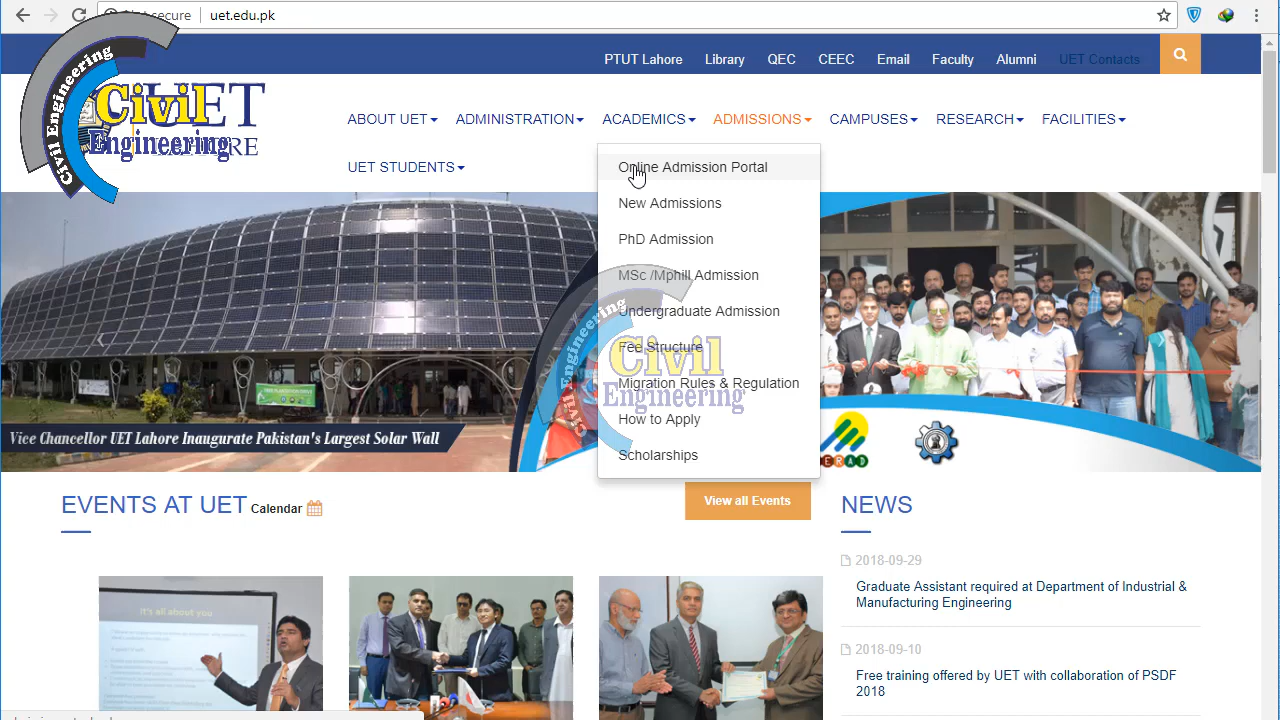 uet.edu.pk
PTUT Lahore Library QEC CEEC Email Faculty Alumni UET Contacts
Civil Engineering
Civil
Engineering
ABOUT UET ADMINISTRATION ACADEMICS ADMISSIONS CAMPUSES RESEARCH FACILITIES
UET STUDENTS
Online Admission Portal
New Admissions
PhD Admission
MSc /Mphill Admission
Undergraduate Admission
Fee Structure
Migration Rules & Regulation
How to Apply
Scholarships
Civil Engineering
Civil
Engineering
Vice Chancellor UET Lahore Inaugurate Pakistan's Largest Solar Wall
EVENTS AT UET Calendar
View all Events
NEWS
2018-09-29
Graduate Assistant required at Department of Industrial &
Manufacturing Engineering
2018-09-10
Free training offered by UET with collaboration of PSDF
2018
It's all about you